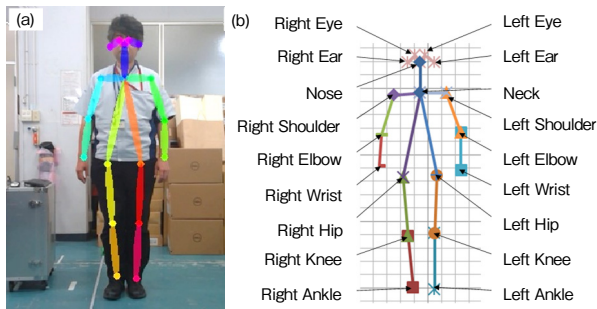 (a)
(b)
Right Eye
Left Eye
Right Ear
Left Ear
Nose
Neck
Right Shoulder
Left Shoulder
Right Elbow
Left Elbow
Right Wrist
Left Wrist
Right Hip
Left Hip
Right Knee
Left Knee
Right Ankle
Left Ankle